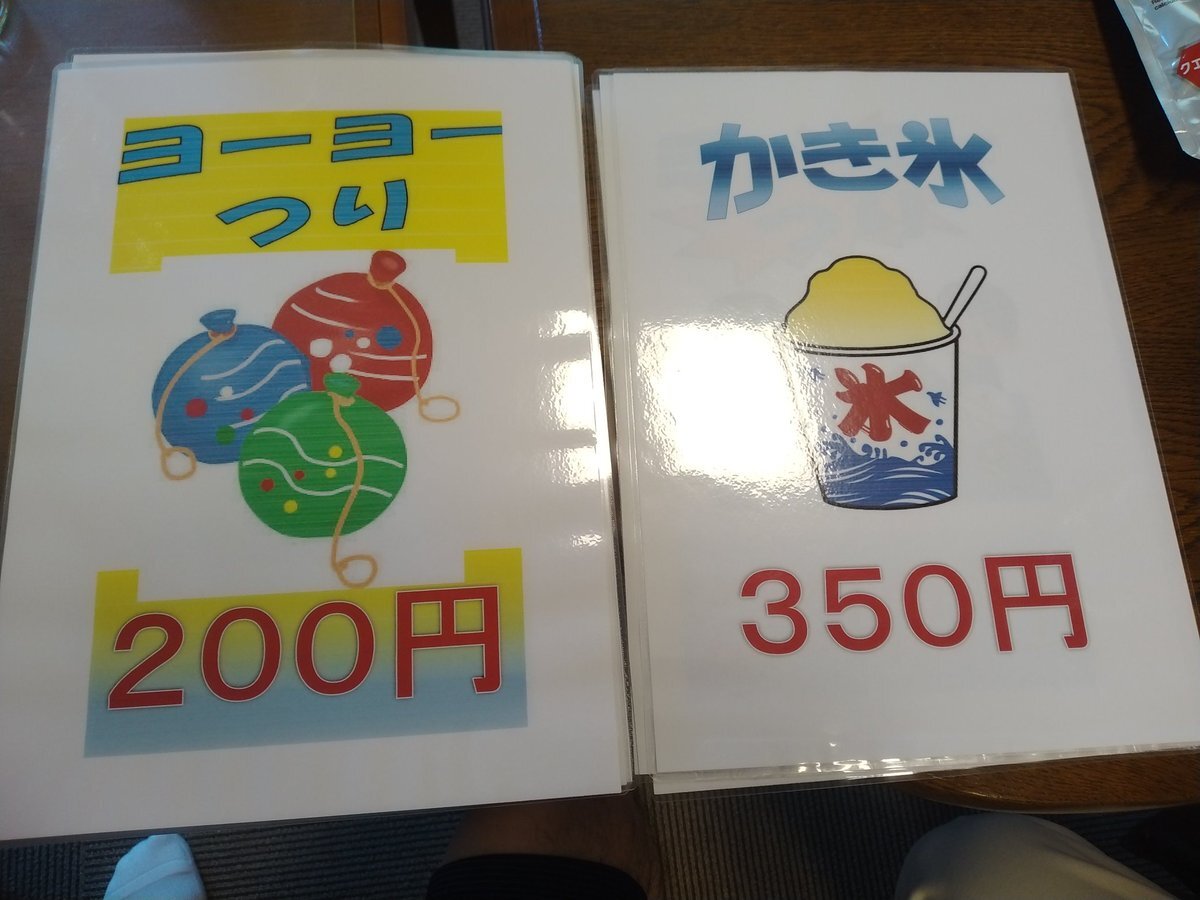 ヨーヨー
つり
200円
かき氷
氷
350円